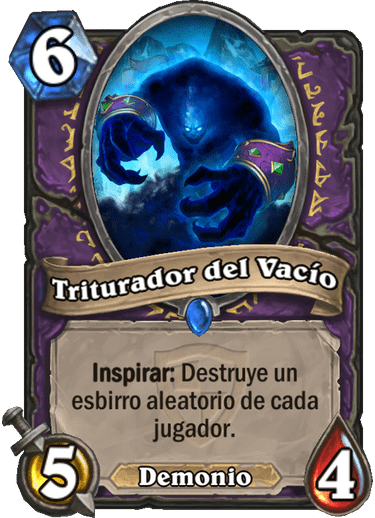 6
Triturador del Vacío
Inspirar: Destruye un
esbirro aleatorio de cada
jugador.
5
Demonio
4